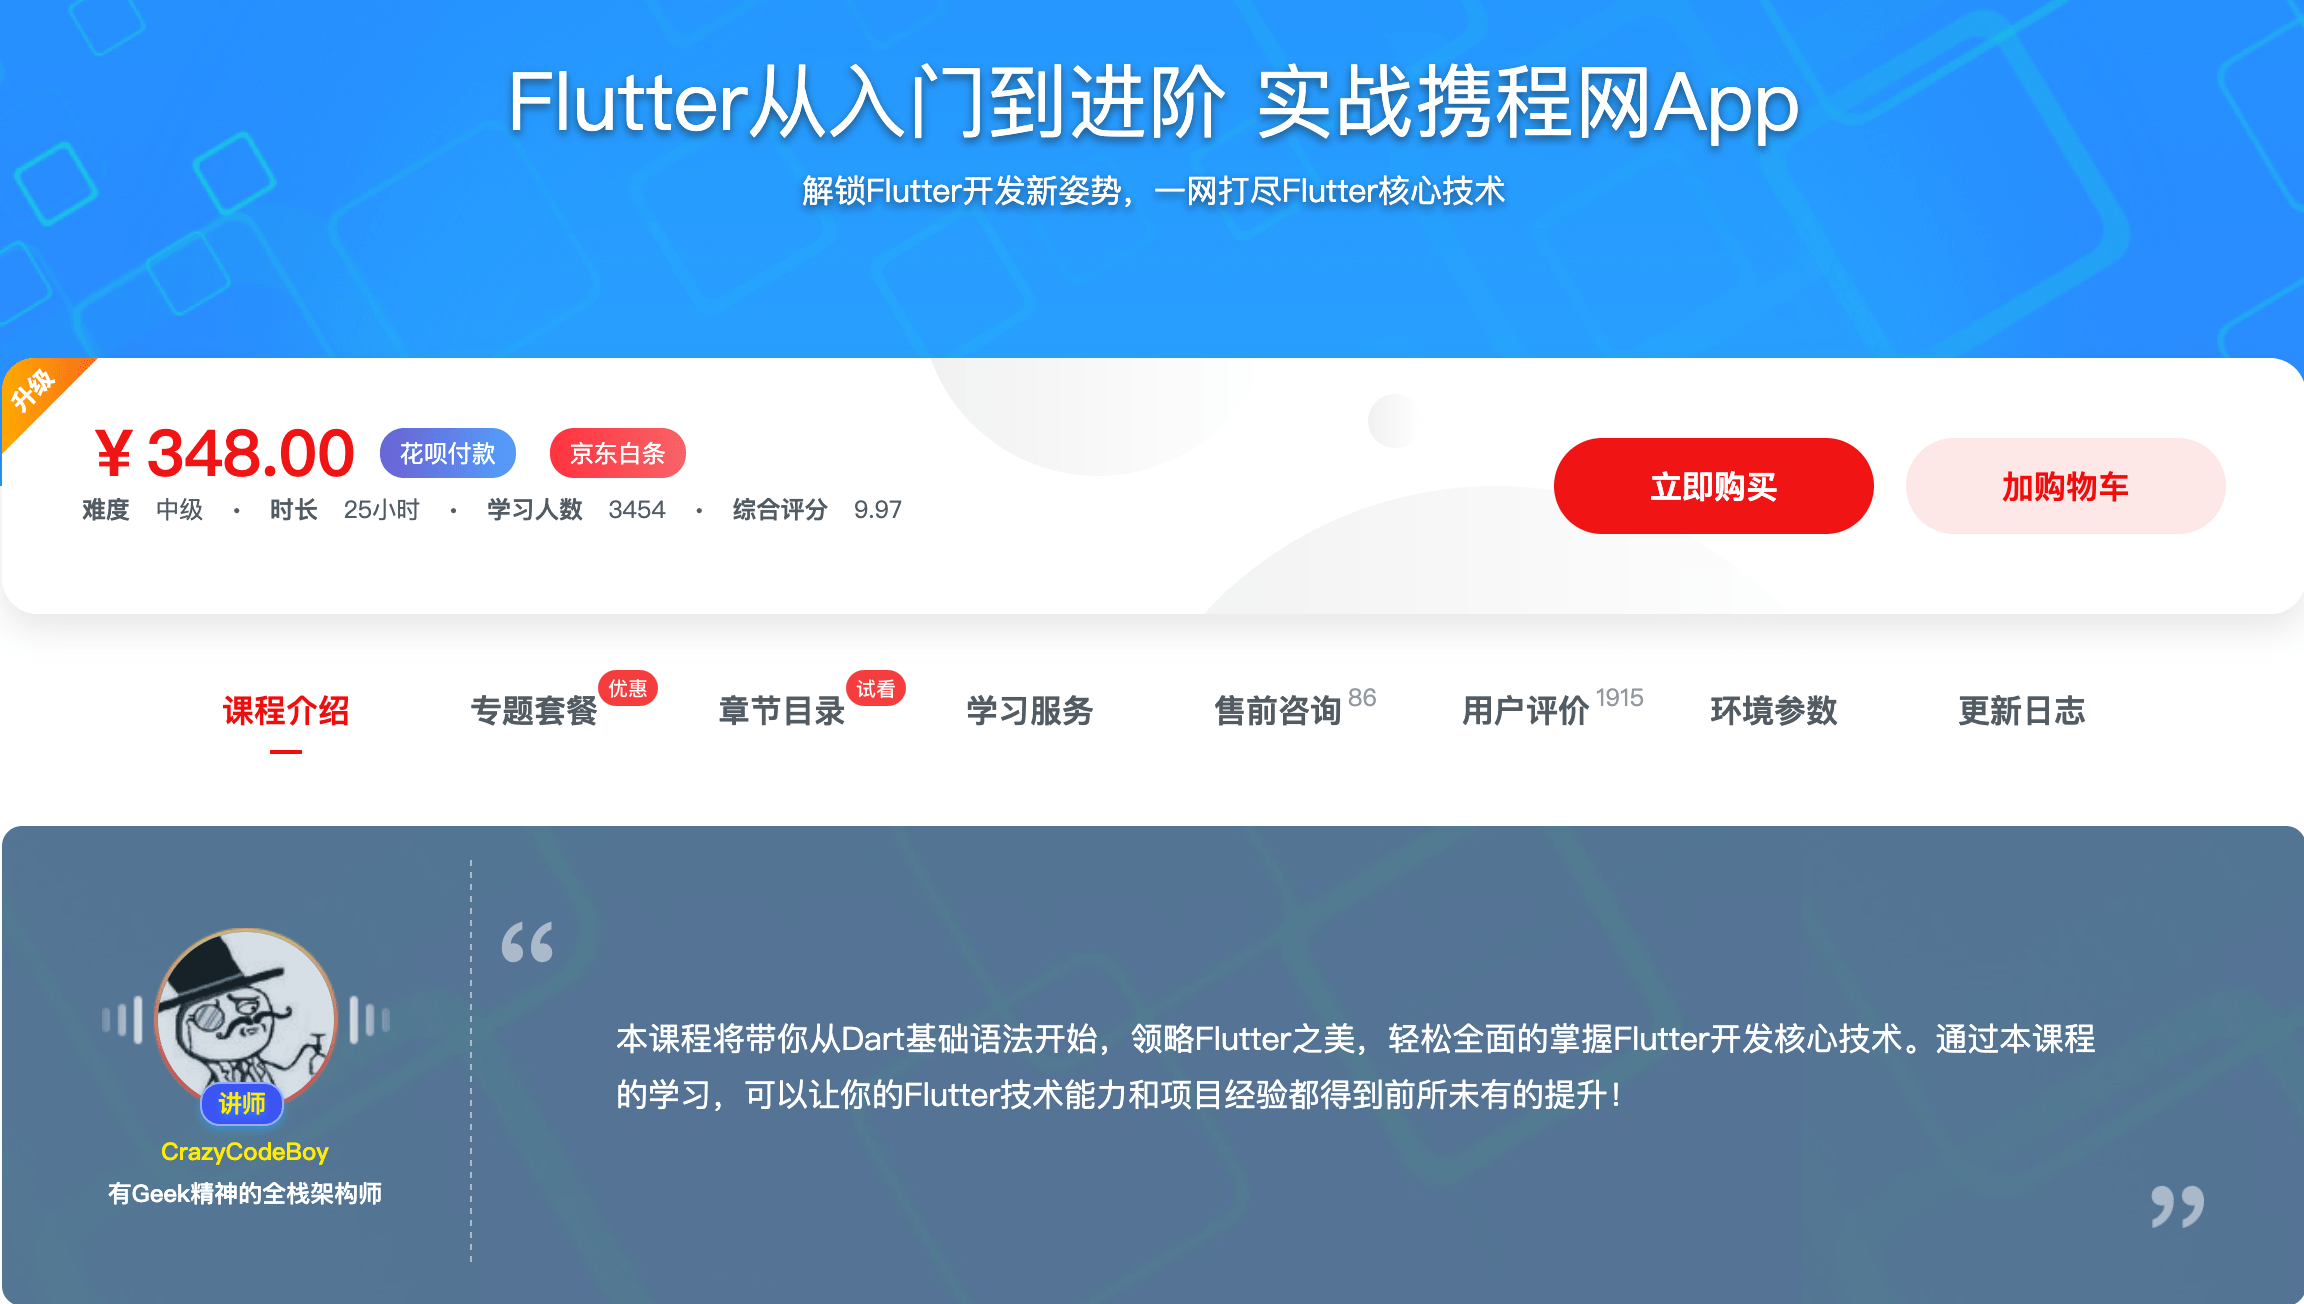 Flutter从入门到进阶 实战携程网App
解锁Flutter开发新姿势，一网打尽Flutter核心技术
升级
¥ 348.00 花呗付款 京东白条
难度 中级 · 时长 25小时 · 学习人数 3454 · 综合评分 9.97
立即购买 加购物车
课程介绍 专题套餐 优惠 章节目录 试看 学习服务 售前咨询 86 用户评价 1915 环境参数 更新日志
“
本课程将带你从Dart基础语法开始，领略Flutter之美，轻松全面的掌握Flutter开发核心技术。通过本课程
的学习，可以让你的Flutter技术能力和项目经验都得到前所未有的提升！
”
讲师
CrazyCodeBoy
有Geek精神的全栈架构师